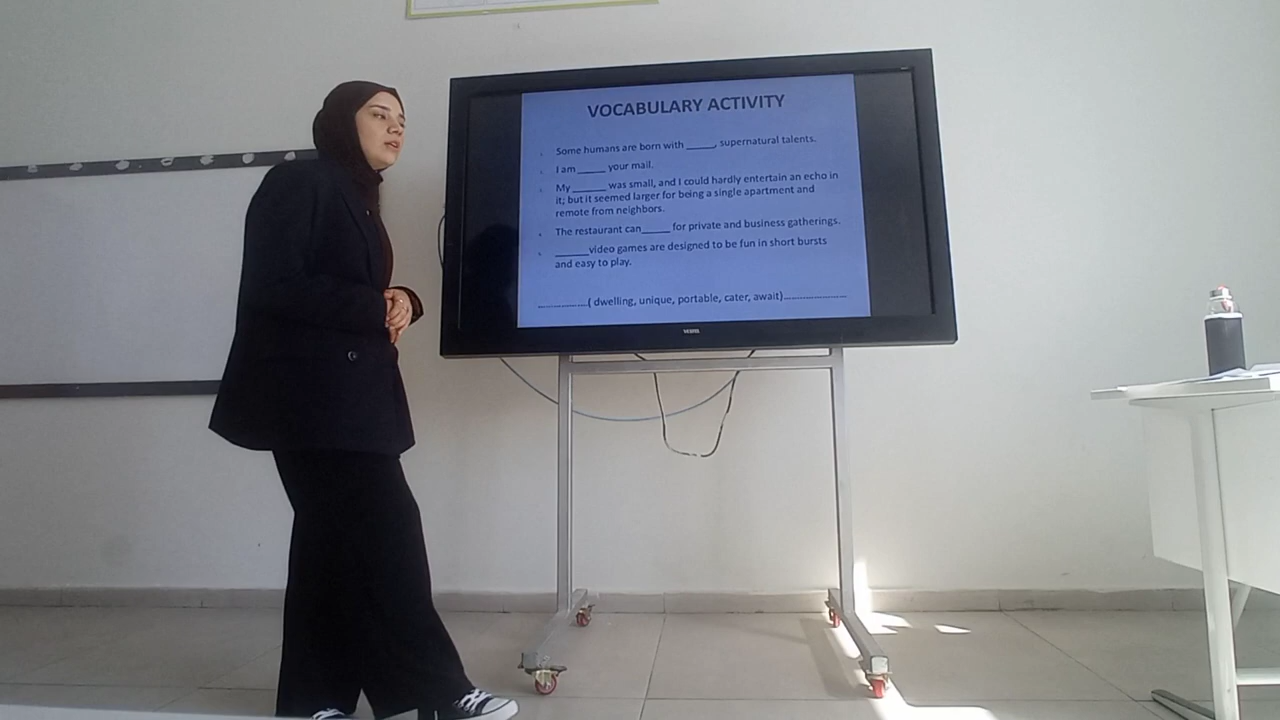 VOCABULARY ACTIVITY
Some humans are born with _____, supernatural talents.
I am _____ your mail.
My ______ was small, and I could hardly entertain an echo in
it; but it seemed larger for being a single apartment and
remote from neighbors.
The restaurant can_____ for private and business gatherings.
______video games are designed to be fun in short bursts
and easy to play.
................( dwelling, unique, portable, cater, await)....................